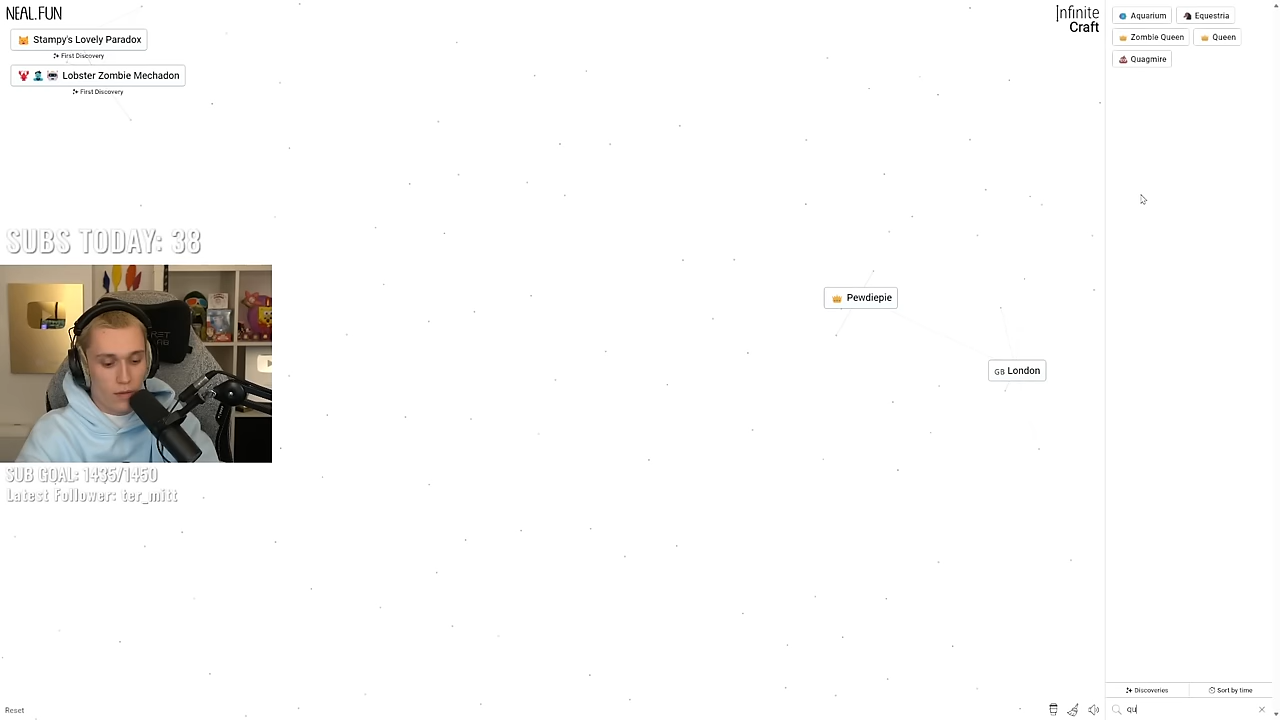 NEAL.FUN
Stampy's Lovely Paradox
First Discovery
Lobster Zombie Mechadon
First Discovery
SUBS TODAY: 38
SUB GOAL: 1435/1450
Latest Follower: ter_mitt
Reset
Infinite
Craft
Pewdiepie
GB London
Aquarium
Equestria
Zombie Queen
Queen
Quagmire
Discoveries
Sort by time
qu